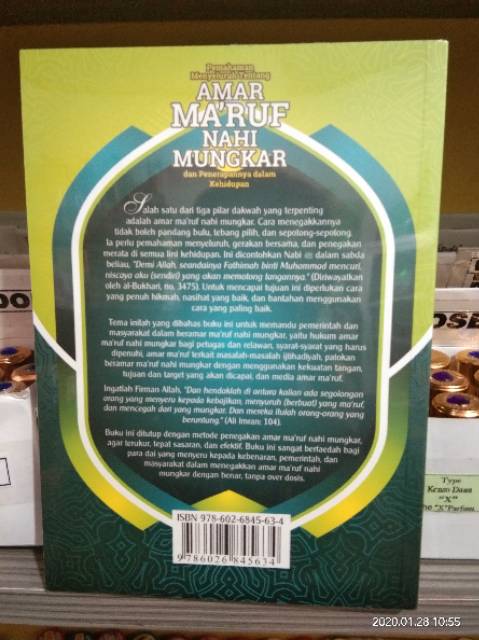 Pemahaman
Menyeluruh Tentang
AMAR
MA'RUF
NAHI
MUNGKAR
dan Penerapannya dalam
Kehidupan
Salah satu dari tiga pilar dakwah yang terpenting
adalah amar ma'ruf nahi mungkar. Cara menegakkannya
tidak boleh pandang bulu, tebang pilih, dan sepotong-sepotong.
Ia perlu pemahaman menyeluruh, gerakan bersama, dan penegakan
merata di semua lini kehidupan. Ini dicontohkan Nabi ﷺ dalam sabda
beliau, "Demi Allah, seandainya Fathimah binti Muhammad mencuri,
niscaya aku (sendiri) yang akan memotong tangannya." (Diriwayatkan
oleh al-Bukhari, no. 3475). Untuk mencapai tujuan ini diperlukan cara
yang penuh hikmah, nasihat yang baik, dan bantahan menggunakan
cara yang paling baik.
Tema inilah yang dibahas buku ini untuk memandu pemerintah dan
masyarakat dalam beramar ma'ruf nahi mungkar, yaitu hukum amar
ma'ruf nahi mungkar bagi petugas dan relawan, syarat-syarat yang harus
dipenuhi, amar ma'ruf terkait masalah-masalah ijtihadiyah, patokan
beramar ma'ruf nahi mungkar dengan menggunakan kekuatan tangan,
tujuan dan target yang akan dicapai, dan media amar ma'ruf.
Ingatlah Firman Allah, "Dan hendaklah di antara kalian ada segolongan
orang yang menyeru kepada kebajikan, menyuruh (berbuat) yang ma'ruf,
dan mencegah dari yang mungkar. Dan mereka itulah orang-orang yang
beruntung." (Ali Imran: 104).
Buku ini ditutup dengan metode penegakan amar ma'ruf nahi mungkar,
agar terukur, tepat sasaran, dan efektif. Buku ini sangat berfaedah bagi
para dai yang menyeru kepada kebenaran, pemerintah, dan
masyarakat dalam menegakkan amar ma'ruf nahi
mungkar dengan benar, tanpa over dosis.
ISBN 978-602-6845-63-4
9 786026 845634
Type
Kenzo Daun
"X"
2020.01.28 10:55